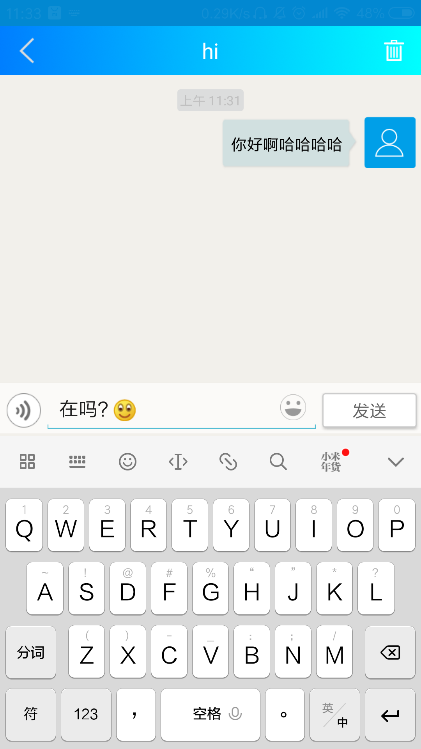 11:33 0.29K/s 48%
hi
上午 11:31
你好啊哈哈哈哈
在吗?
发送
小米
年货
1 2 3 4 5 6 7 8 9 0
Q W E R T Y U I O P
~ ! @ # % “ ” * ?
A S D F G H J K L
( ) - _ : ; /
分词 Z X C V B N M
符 123 , 空格 。 英/中